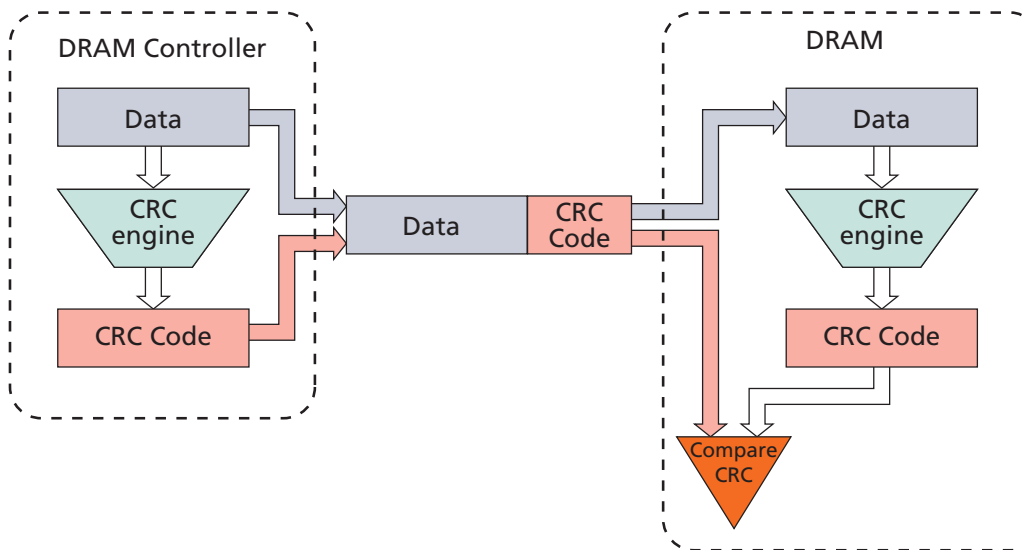 DRAM Controller
Data
CRC
engine
CRC Code
Data
CRC
Code
DRAM
Data
CRC
engine
CRC Code
Compare
CRC